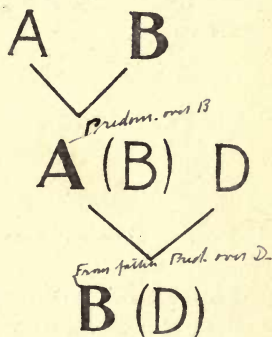 A B
Predom. over B
A (B) D
From father Pred. over D
B (D)